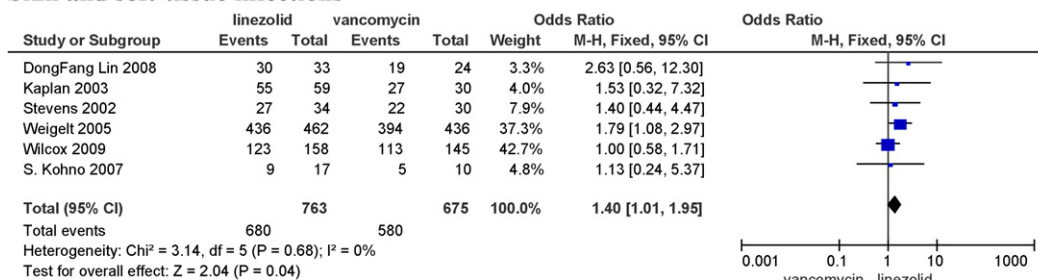 Skin and soft tissue infections
linezolid vancomycin Odds Ratio Odds Ratio
Study or Subgroup Events Total Events Total Weight M-H, Fixed, 95% CI M-H, Fixed, 95% CI
DongFang Lin 2008 30 33 19 24 3.3% 2.63 [0.56, 12.30]
Kaplan 2003 55 59 27 30 4.0% 1.53 [0.32, 7.32]
Stevens 2002 27 34 22 30 7.9% 1.40 [0.44, 4.47]
Weigelt 2005 436 462 394 436 37.3% 1.79 [1.08, 2.97]
Wilcox 2009 123 158 113 145 42.7% 1.00 [0.58, 1.71]
S. Kohno 2007 9 17 5 10 4.8% 1.13 [0.24, 5.37]
Total (95% CI) 763 675 100.0% 1.40 [1.01, 1.95]
Total events 680 580
Heterogeneity: Chi² = 3.14, df = 5 (P = 0.68); I² = 0%
Test for overall effect: Z = 2.04 (P = 0.04)
0.001 0.1 1 10 1000
vancomycin linezolid